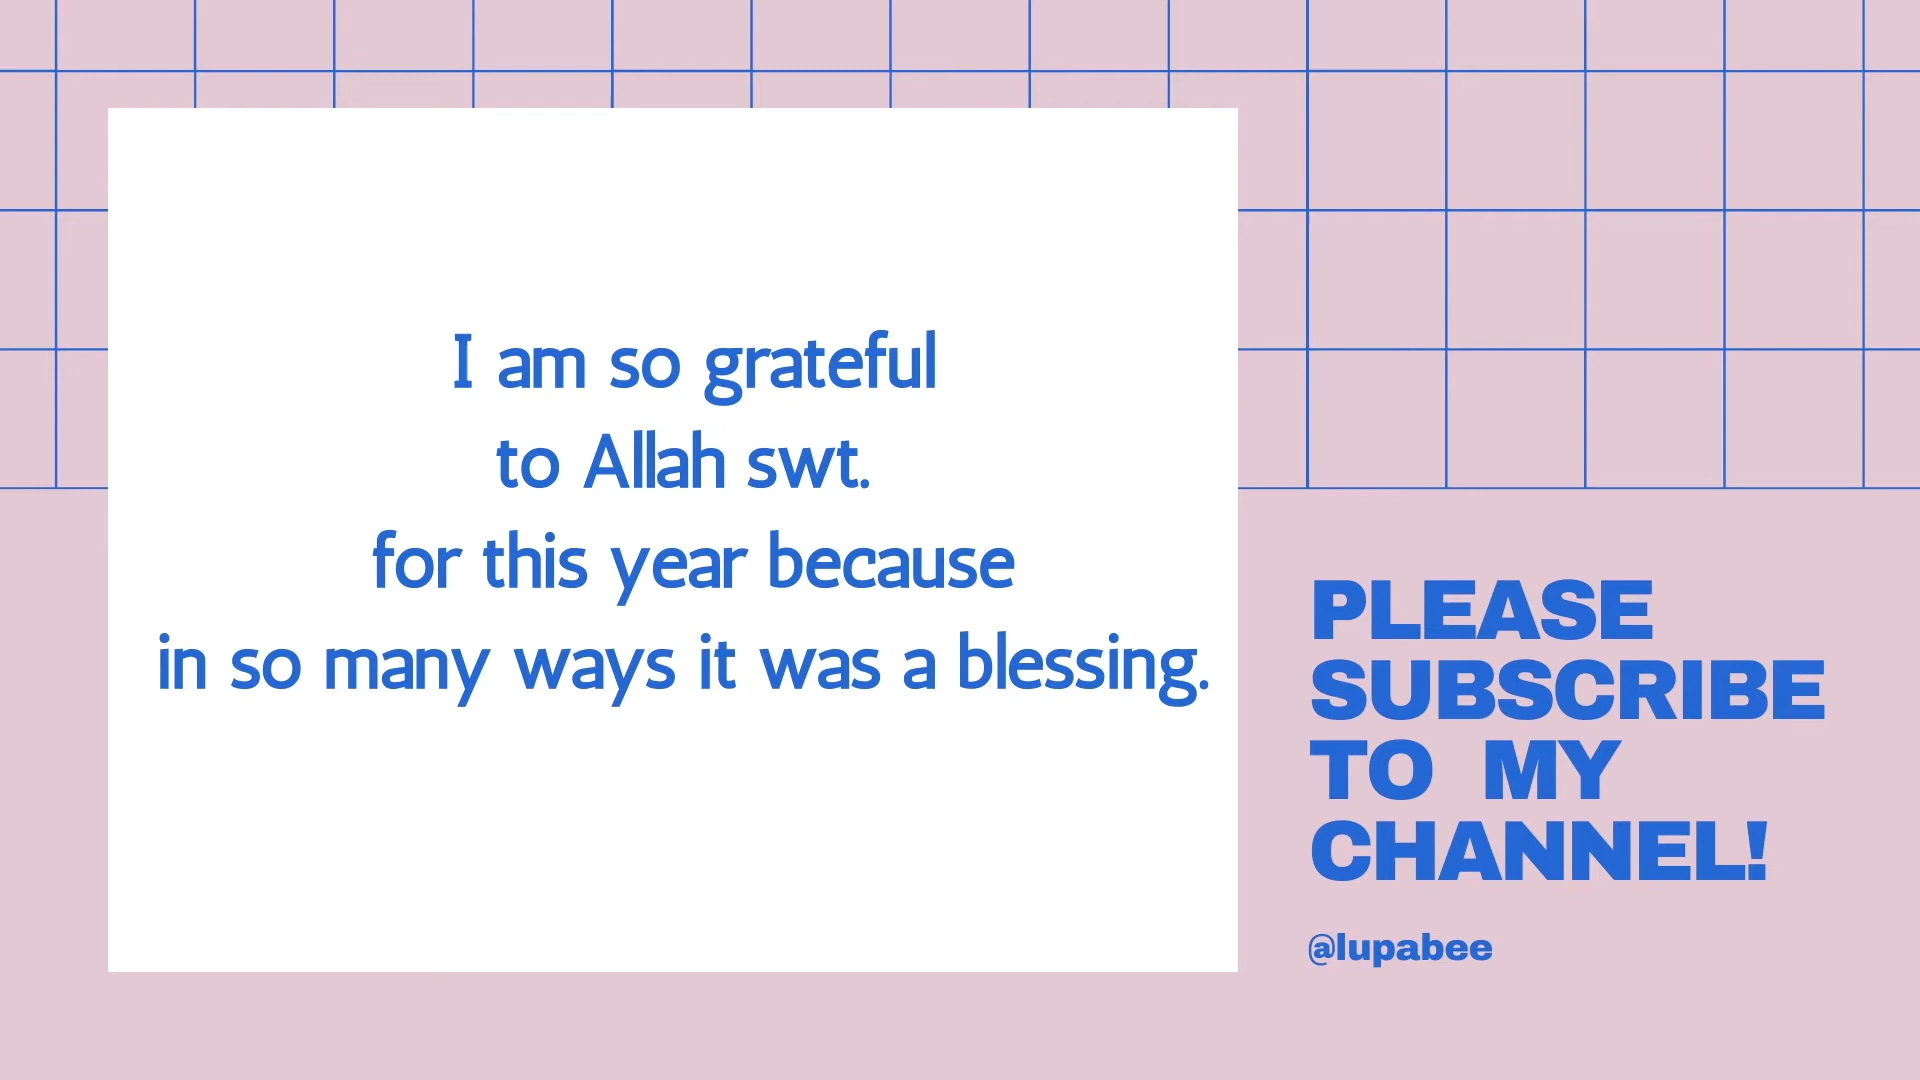 I am so grateful
to Allah swt.
for this year because
in so many ways it was a blessing.
PLEASE
SUBSCRIBE
TO MY
CHANNEL!
@lupabee